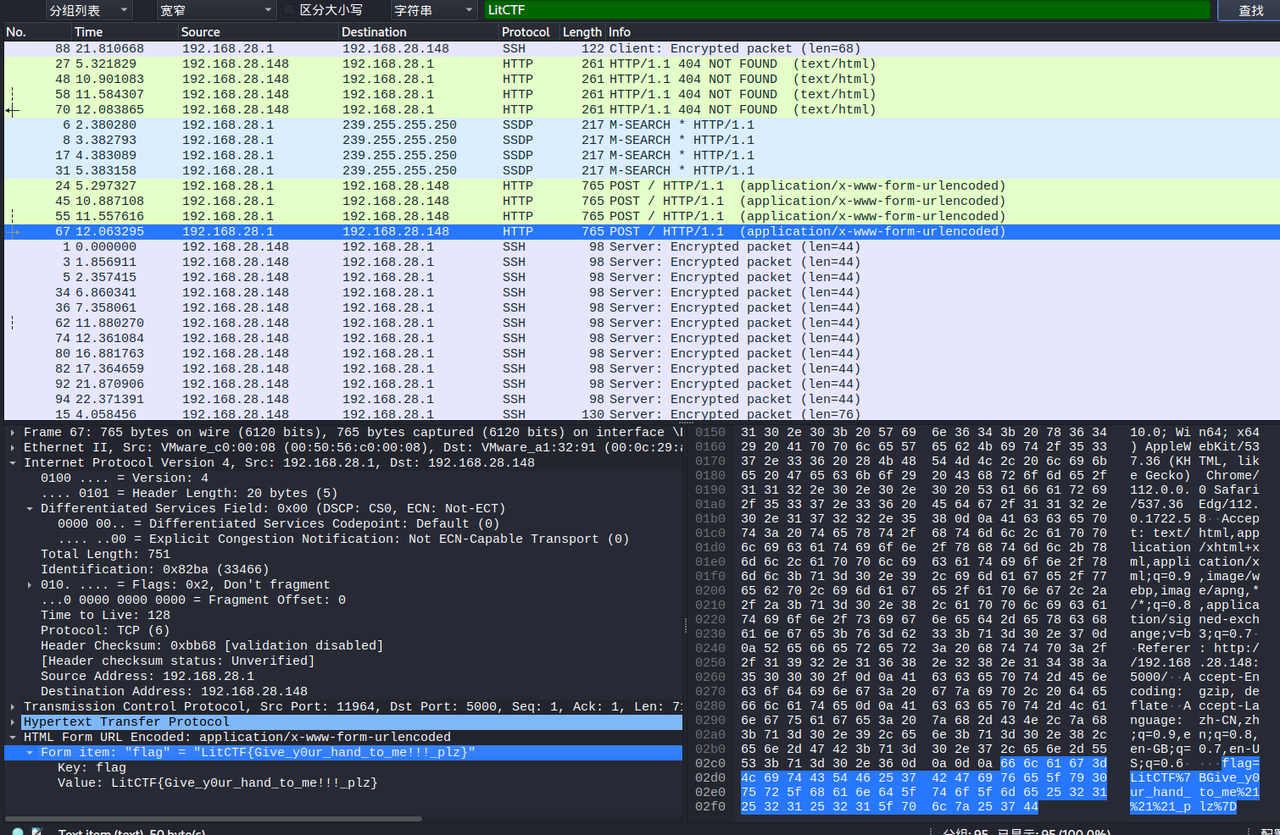 分组列表 宽窄 区分大小写 字符串 LitCTF 查找
No. Time Source Destination Protocol Length Info
88 21.810668 192.168.28.1 192.168.28.148 SSH 122 Client: Encrypted packet (len=68)
27 5.321829 192.168.28.148 192.168.28.1 HTTP 261 HTTP/1.1 404 NOT FOUND (text/html)
48 10.901083 192.168.28.148 192.168.28.1 HTTP 261 HTTP/1.1 404 NOT FOUND (text/html)
58 11.584307 192.168.28.148 192.168.28.1 HTTP 261 HTTP/1.1 404 NOT FOUND (text/html)
70 12.083865 192.168.28.148 192.168.28.1 HTTP 261 HTTP/1.1 404 NOT FOUND (text/html)
6 2.380280 192.168.28.1 239.255.255.250 SSDP 217 M-SEARCH * HTTP/1.1
8 3.382793 192.168.28.1 239.255.255.250 SSDP 217 M-SEARCH * HTTP/1.1
17 4.383089 192.168.28.1 239.255.255.250 SSDP 217 M-SEARCH * HTTP/1.1
31 5.383158 192.168.28.1 239.255.255.250 SSDP 217 M-SEARCH * HTTP/1.1
24 5.297327 192.168.28.1 192.168.28.148 HTTP 765 POST / HTTP/1.1 (application/x-www-form-urlencoded)
45 10.887108 192.168.28.1 192.168.28.148 HTTP 765 POST / HTTP/1.1 (application/x-www-form-urlencoded)
55 11.557616 192.168.28.1 192.168.28.148 HTTP 765 POST / HTTP/1.1 (application/x-www-form-urlencoded)
67 12.063295 192.168.28.1 192.168.28.148 HTTP 765 POST / HTTP/1.1 (application/x-www-form-urlencoded)
1 0.000000 192.168.28.148 192.168.28.1 SSH 98 Server: Encrypted packet (len=44)
3 1.856911 192.168.28.148 192.168.28.1 SSH 98 Server: Encrypted packet (len=44)
5 2.357415 192.168.28.148 192.168.28.1 SSH 98 Server: Encrypted packet (len=44)
34 6.860341 192.168.28.148 192.168.28.1 SSH 98 Server: Encrypted packet (len=44)
36 7.358061 192.168.28.148 192.168.28.1 SSH 98 Server: Encrypted packet (len=44)
62 11.880270 192.168.28.148 192.168.28.1 SSH 98 Server: Encrypted packet (len=44)
74 12.361084 192.168.28.148 192.168.28.1 SSH 98 Server: Encrypted packet (len=44)
80 16.881763 192.168.28.148 192.168.28.1 SSH 98 Server: Encrypted packet (len=44)
82 17.364659 192.168.28.148 192.168.28.1 SSH 98 Server: Encrypted packet (len=44)
92 21.870906 192.168.28.148 192.168.28.1 SSH 98 Server: Encrypted packet (len=44)
94 22.371391 192.168.28.148 192.168.28.1 SSH 98 Server: Encrypted packet (len=44)
15 4.058456 192.168.28.148 192.168.28.1 SSH 130 Server: Encrypted packet (len=76)
Frame 67: 765 bytes on wire (6120 bits), 765 bytes captured (6120 bits) on interface
Ethernet II, Src: VMware_c0:00:08 (00:50:56:c0:00:08), Dst: VMware_a1:32:91 (00:0c:29:a
Internet Protocol Version 4, Src: 192.168.28.1, Dst: 192.168.28.148
0100 .... = Version: 4
.... 0101 = Header Length: 20 bytes (5)
Differentiated Services Field: 0x00 (DSCP: CS0, ECN: Not-ECT)
0000 00.. = Differentiated Services Codepoint: Default (0)
.... ..00 = Explicit Congestion Notification: Not ECN-Capable Transport (0)
Total Length: 751
Identification: 0x82ba (33466)
010. .... = Flags: 0x2, Don't fragment
...0 0000 0000 0000 = Fragment Offset: 0
Time to Live: 128
Protocol: TCP (6)
Header Checksum: 0xbb68 [validation disabled]
[Header checksum status: Unverified]
Source Address: 192.168.28.1
Destination Address: 192.168.28.148
Transmission Control Protocol, Src Port: 11964, Dst Port: 5000, Seq: 1, Ack: 1, Len: 71
Hypertext Transfer Protocol
HTML Form URL Encoded: application/x-www-form-urlencoded
Form item: "flag" = "LitCTF{Give_y0ur_hand_to_me!!!_plz}"
Key: flag
Value: LitCTF{Give_y0ur_hand_to_me!!!_plz}
0150 31 30 2e 30 3b 20 57 69 6e 36 34 3b 20 78 36 34 10.0; Win64; x64
0160 29 20 41 70 70 6c 65 57 65 62 4b 69 74 2f 35 33 ) AppleWebKit/53
0170 37 2e 33 36 20 28 4b 48 54 4d 4c 2c 20 6c 69 6b 7.36 (KHTML, lik
0180 65 20 47 65 63 6b 6f 29 20 43 68 72 6f 6d 65 2f e Gecko) Chrome/
0190 31 31 32 2e 30 2e 30 2e 30 20 53 61 66 61 72 69 112.0.0.0 Safari
01a0 2f 35 33 37 2e 33 36 20 45 64 67 2f 31 31 32 2e /537.36 Edg/112.
01b0 30 2e 31 37 32 32 2e 35 38 0d 0a 41 63 63 65 70 0.1722.58··Accep
01c0 74 3a 20 74 65 78 74 2f 68 74 6d 6c 2c 61 70 70 t: text/html,app
01d0 6c 69 63 61 74 69 6f 6e 2f 78 68 74 6d 6c 2b 78 lication/xhtml+x
01e0 6d 6c 2c 61 70 70 6c 69 63 61 74 69 6f 6e 2f 78 ml,application/x
01f0 6d 6c 3b 71 3d 30 2e 39 2c 69 6d 61 67 65 2f 77 ml;q=0.9,image/w
0200 65 62 70 2c 69 6d 61 67 65 2f 61 70 6e 67 2c 2a ebp,image/apng,*
0210 2f 2a 3b 71 3d 30 2e 38 2c 61 70 70 6c 69 63 61 /*;q=0.8,applica
0220 74 69 6f 6e 2f 73 69 67 6e 65 64 2d 65 78 63 68 tion/signed-exch
0230 61 6e 67 65 3b 76 3d 62 33 3b 71 3d 30 2e 37 0d ange;v=b3;q=0.7·
0240 0a 52 65 66 65 72 65 72 3a 20 68 74 74 70 3a 2f ·Referer: http:/
0250 2f 31 39 32 2e 31 36 38 2e 32 38 2e 31 34 38 3a /192.168.28.148:
0260 35 30 30 30 2f 0d 0a 41 63 63 65 70 74 2d 45 6e 5000/··Accept-En
0270 63 6f 64 69 6e 67 3a 20 67 7a 69 70 2c 20 64 65 coding: gzip, de
0280 66 6c 61 74 65 0d 0a 41 63 63 65 70 74 2d 4c 61 flate··Accept-La
0290 6e 67 75 61 67 65 3a 20 7a 68 2d 43 4e 2c 7a 68 nguage: zh-CN,zh
02a0 3b 71 3d 30 2e 39 2c 65 6e 3b 71 3d 30 2e 38 2c ;q=0.9,en;q=0.8,
02b0 65 6e 2d 47 42 3b 71 3d 30 2e 37 2c 65 6e 2d 55 en-GB;q=0.7,en-U
02c0 53 3b 71 3d 30 2e 36 0d 0a 0d 0a 66 6c 61 67 3d S;q=0.6····flag=
02d0 4c 69 74 43 54 46 25 37 42 47 69 76 65 5f 79 30 LitCTF%7BGive_y0
02e0 75 72 5f 68 61 6e 64 5f 74 6f 5f 6d 65 25 32 31 ur_hand_to_me%21
02f0 25 32 31 25 32 31 5f 70 6c 7a 25 37 44 %21%21_plz%7D
Text item (text), 50 byte(s) 分组: 95 · 已显示: 95 (100.0%)